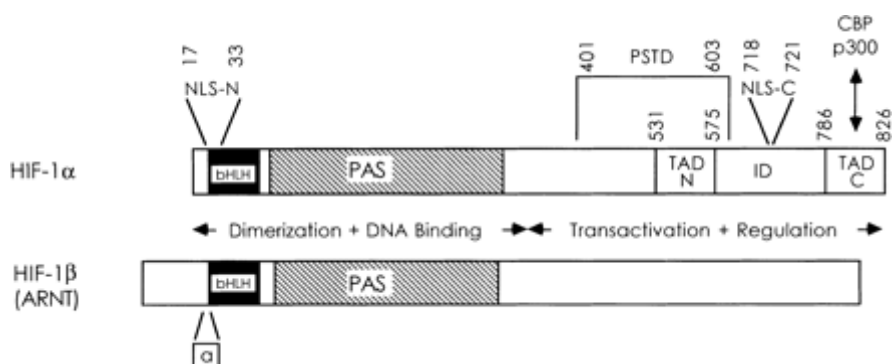 CBP
p300
17 33 401 PSTD 603 718 721
NLS-N NLS-C
531 575 786 826
HIF-1α bHLH PAS TAD N ID TAD C
Dimerization + DNA Binding Transactivation + Regulation
HIF-1β
(ARNT) bHLH PAS
a